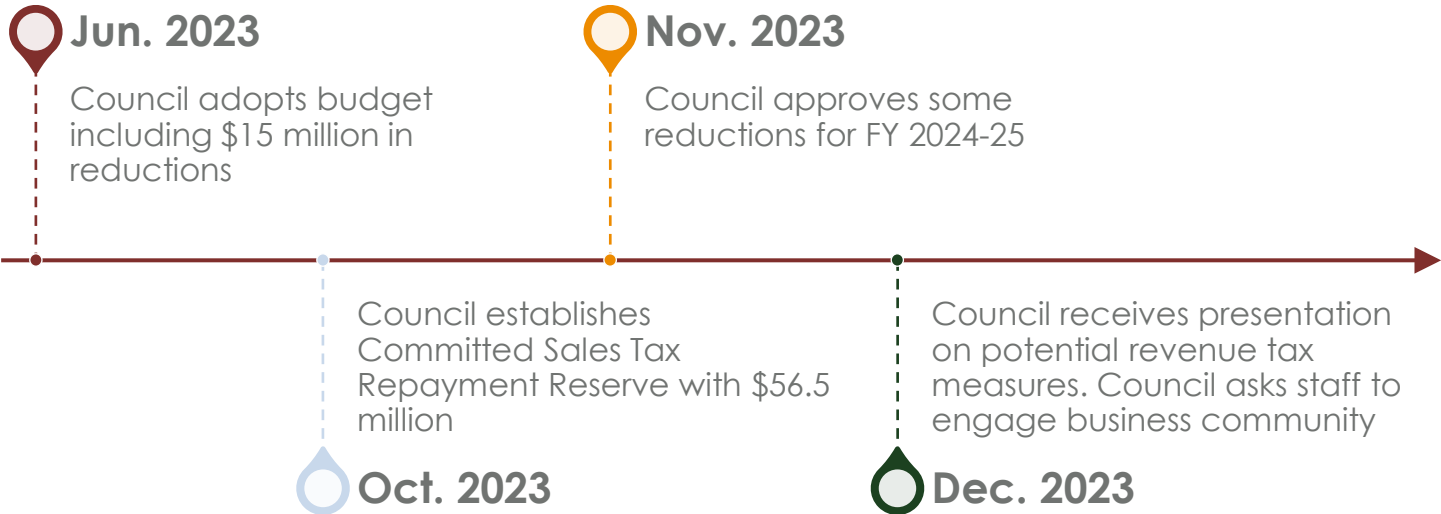 Jun. 2023
Council adopts budget
including $15 million in
reductions
Oct. 2023
Council establishes
Committed Sales Tax
Repayment Reserve with $56.5
million
Nov. 2023
Council approves some
reductions for FY 2024-25
Dec. 2023
Council receives presentation
on potential revenue tax
measures. Council asks staff to
engage business community